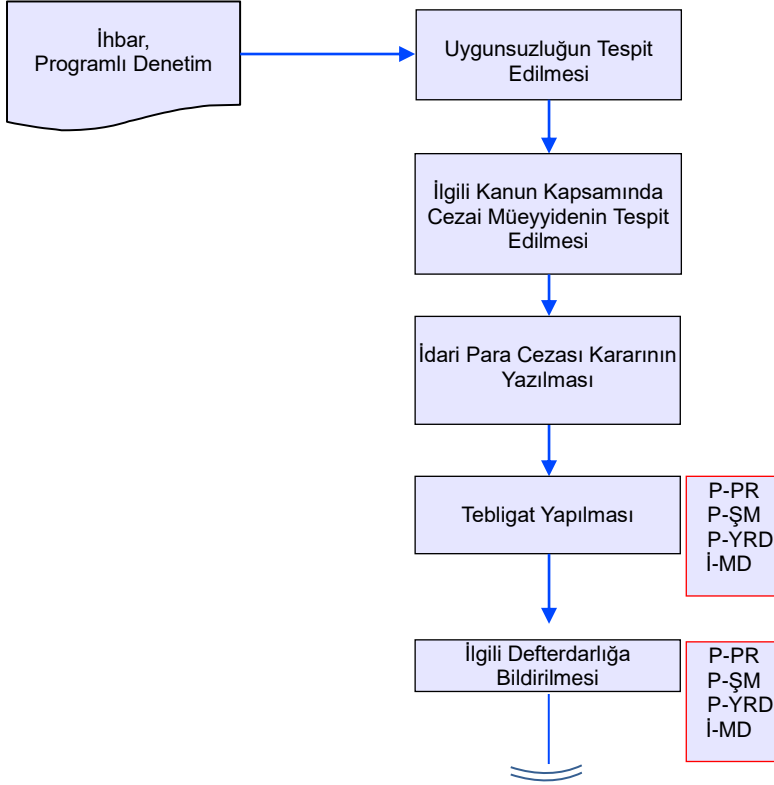 İhbar,
Programlı Denetim
Uygunsuzluğun Tespit
Edilmesi
İlgili Kanun Kapsamında
Cezai Müeyyidenin Tespit
Edilmesi
İdari Para Cezası Kararının
Yazılması
Tebligat Yapılması
P-PR
P-ŞM
P-YRD
İ-MD
İlgili Defterdarlığa
Bildirilmesi
P-PR
P-ŞM
P-YRD
İ-MD